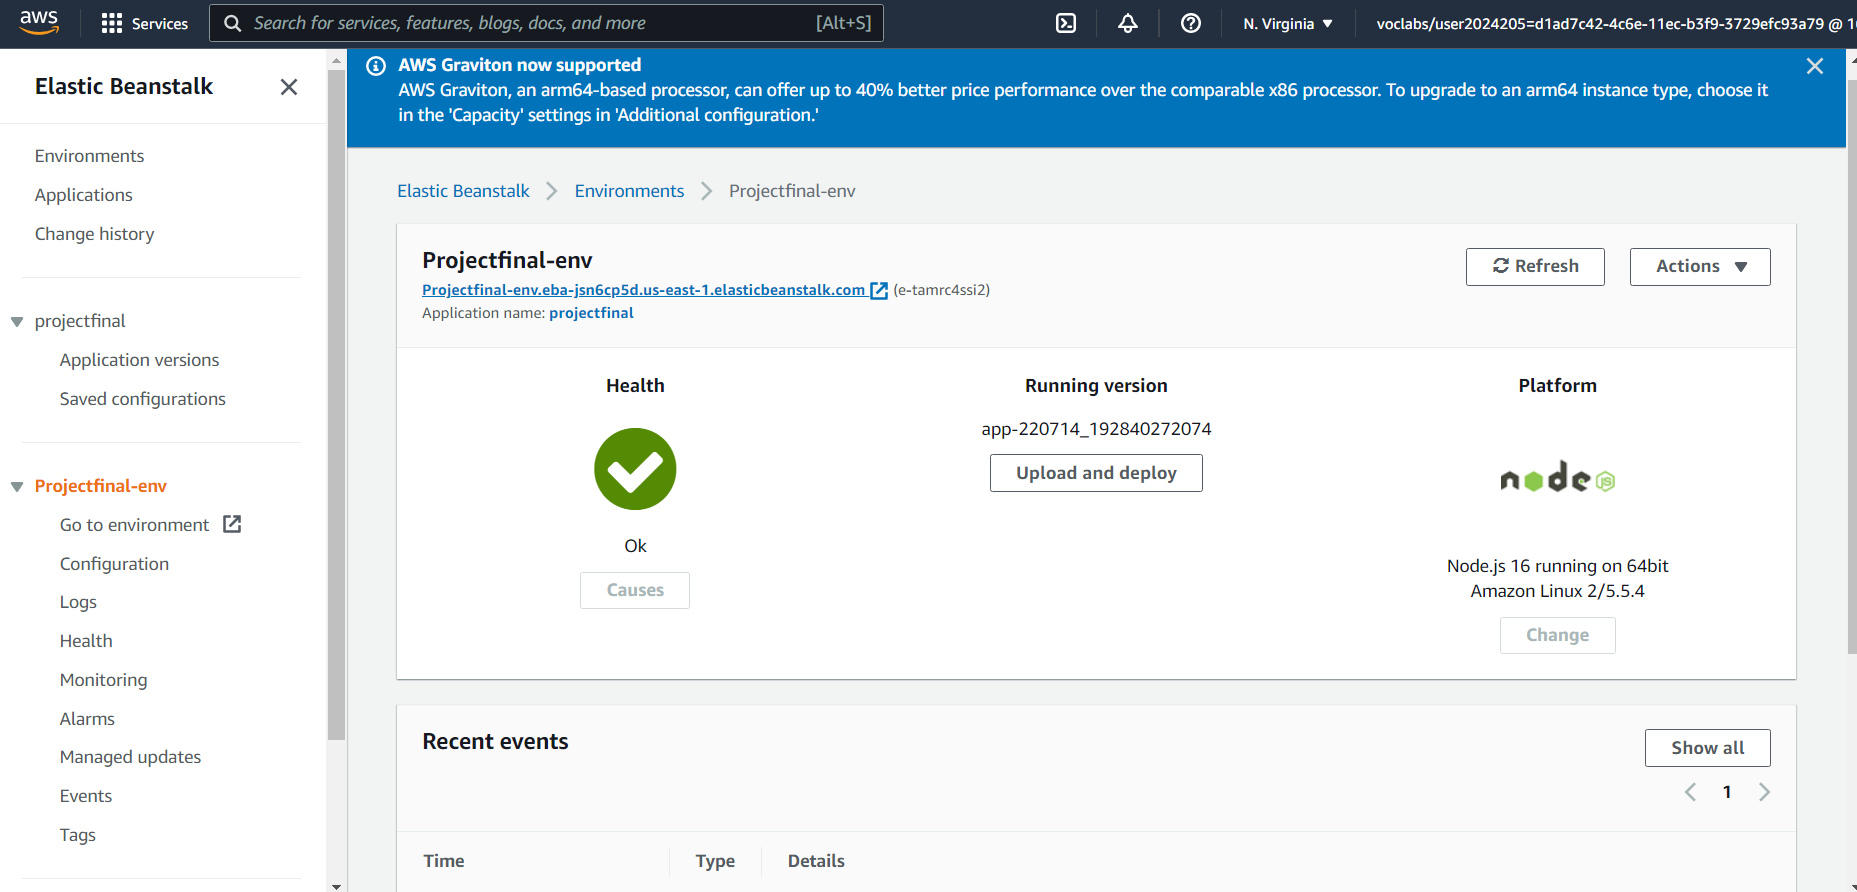 aws
Services
Search for services, features, blogs, docs, and more
[Alt+S]
N. Virginia
voclabs/user2024205=d1ad7c42-4c6e-11ec-b3f9-3729efc93a79 @
Elastic Beanstalk
Environments
Applications
Change history
projectfinal
Application versions
Saved configurations
Projectfinal-env
Go to environment
Configuration
Logs
Health
Monitoring
Alarms
Managed updates
Events
Tags
AWS Graviton now supported
AWS Graviton, an arm64-based processor, can offer up to 40% better price performance over the comparable x86 processor. To upgrade to an arm64 instance type, choose it
in the 'Capacity' settings in 'Additional configuration.'
Elastic Beanstalk
Environments
Projectfinal-env
Projectfinal-env
Refresh
Actions
Projectfinal-env.eba-jsn6cp5d.us-east-1.elasticbeanstalk.com (e-tamrc4ssi2)
Application name: projectfinal
Health
Ok
Causes
Running version
app-220714_192840272074
Upload and deploy
Platform
node JS
Node.js 16 running on 64bit
Amazon Linux 2/5.5.4
Change
Recent events
Show all
1
Time
Type
Details